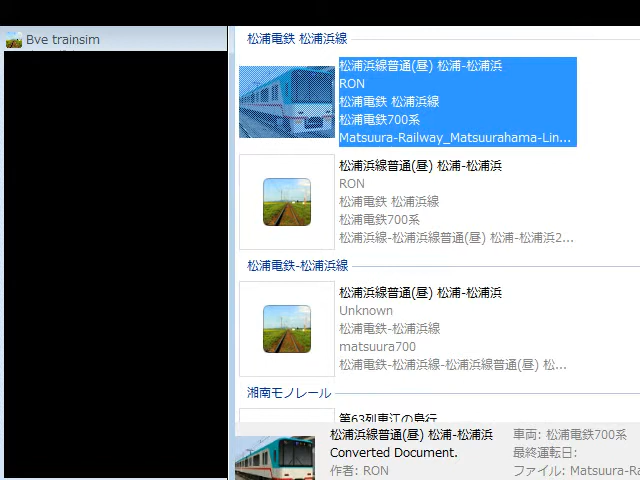 Bve trainsim
松浦電鉄 松浦浜線
松浦浜線普通(昼) 松浦-松浦浜
RON
松浦電鉄 松浦浜線
松浦電鉄700系
Matsuura-Railway_Matsuurahama-Lin...
松浦浜線普通(昼) 松浦-松浦浜
RON
松浦電鉄 松浦浜線
松浦電鉄700系
松浦浜線-松浦浜線普通(昼) 松浦-松浦浜2...
松浦電鉄-松浦浜線
松浦浜線普通(昼) 松浦-松浦浜
Unknown
松浦電鉄-松浦浜線
matsuura700
松浦電鉄-松浦浜線-松浦浜線普通(昼) 松...
湘南モノレール
松浦浜線普通(昼) 松浦-松浦浜
Converted Document.
作者: RON
車両: 松浦電鉄700系
最終運転日:
ファイル: Matsuura-Ra